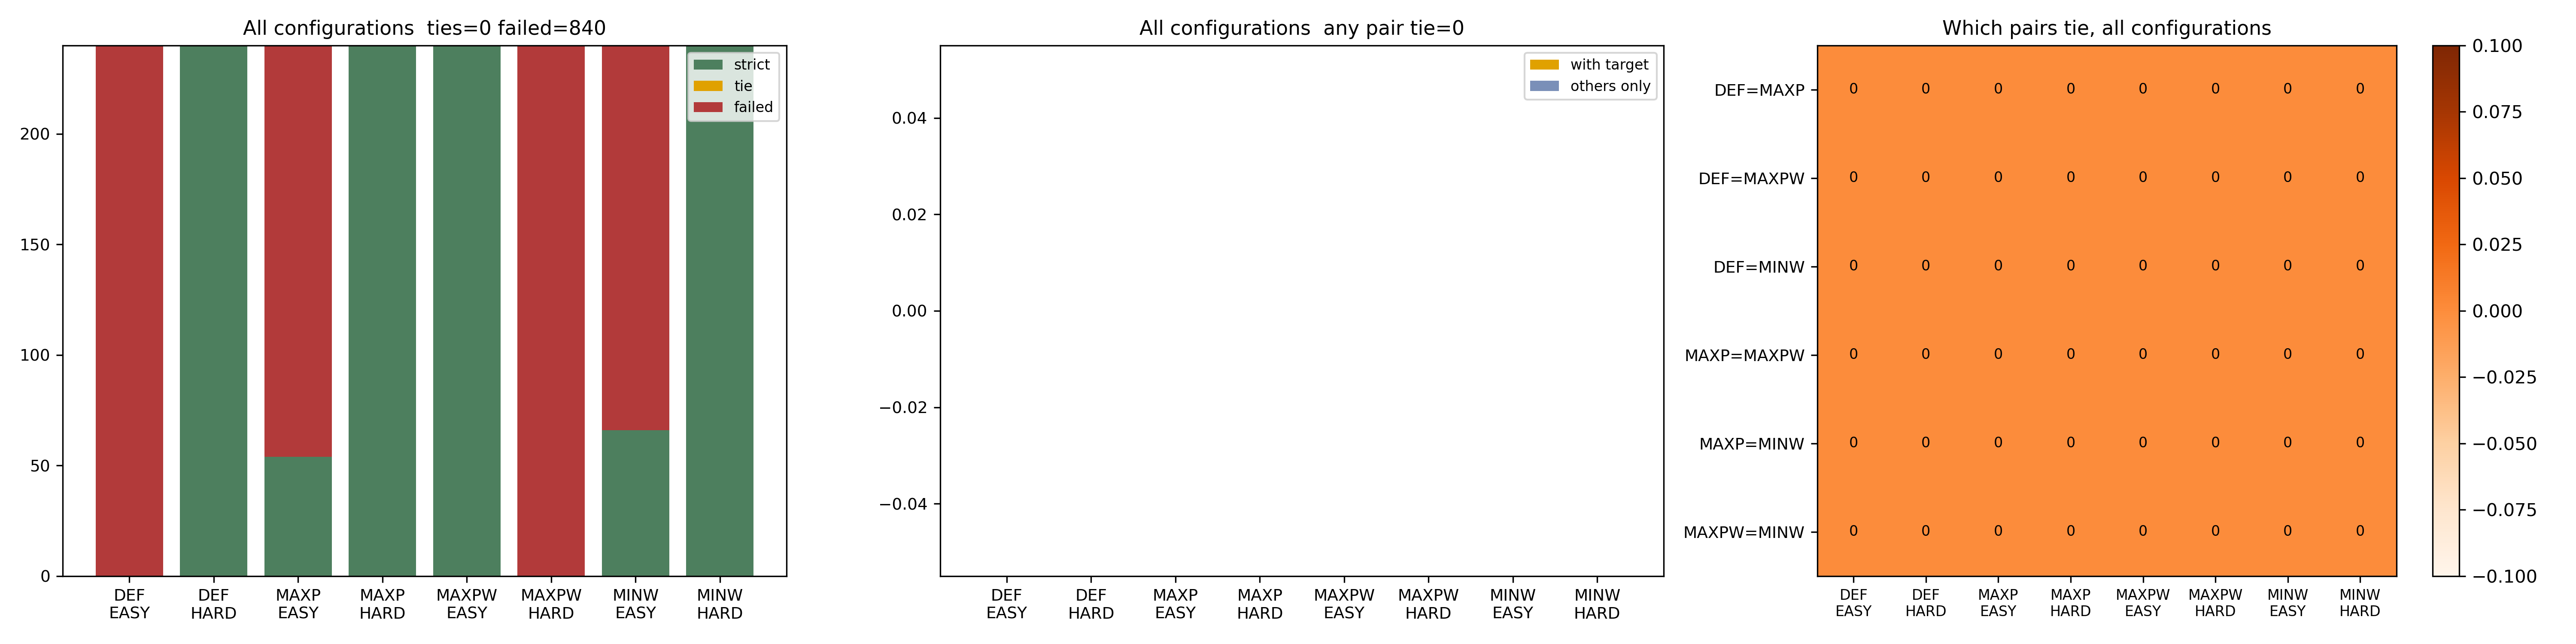 All configurations  ties=0 failed=840
strict
tie
failed
200
150
100
50
0
DEF EASY
DEF HARD
MAXP EASY
MAXP HARD
MAXPW EASY
MAXPW HARD
MINW EASY
MINW HARD
All configurations  any pair tie=0
with target
others only
0.04
0.02
0.00
−0.02
−0.04
DEF EASY
DEF HARD
MAXP EASY
MAXP HARD
MAXPW EASY
MAXPW HARD
MINW EASY
MINW HARD
Which pairs tie, all configurations
DEF=MAXP 0 0 0 0 0 0 0 0
DEF=MAXPW 0 0 0 0 0 0 0 0
DEF=MINW 0 0 0 0 0 0 0 0
MAXP=MAXPW 0 0 0 0 0 0 0 0
MAXP=MINW 0 0 0 0 0 0 0 0
MAXPW=MINW 0 0 0 0 0 0 0 0
DEF EASY
DEF HARD
MAXP EASY
MAXP HARD
MAXPW EASY
MAXPW HARD
MINW EASY
MINW HARD
0.100
0.075
0.050
0.025
0.000
−0.025
−0.050
−0.075
−0.100